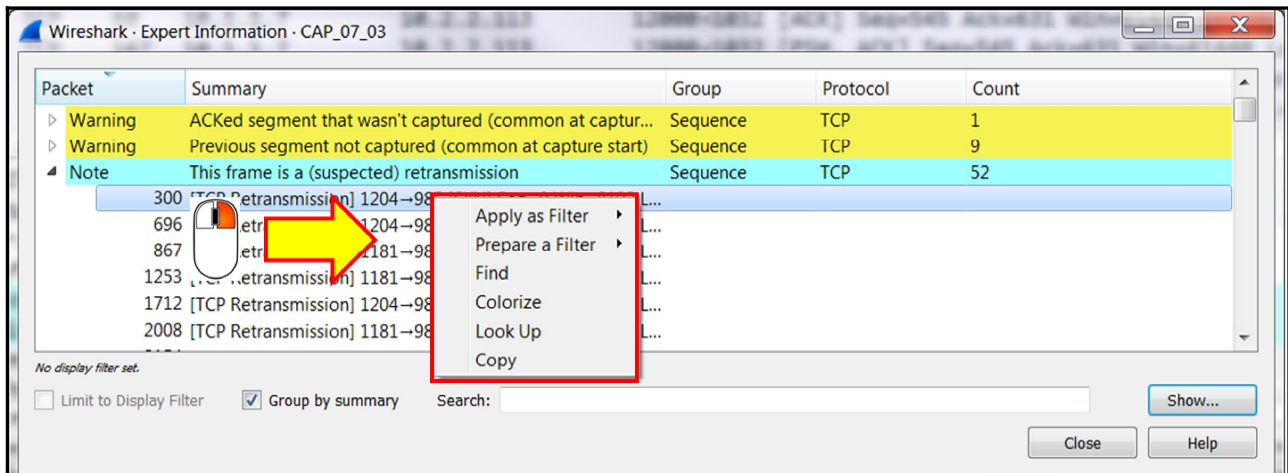 Wireshark · Expert Information · CAP_07_03
Packet Summary Group Protocol Count
Warning ACKed segment that wasn't captured (common at captur... Sequence TCP 1
Warning Previous segment not captured (common at capture start) Sequence TCP 9
Note This frame is a (suspected) retransmission Sequence TCP 52
300 Retransmission] 1204→98 L...
696 1204→98 L...
867 1181→98 L...
1253 [TCP Retransmission] 1181→98 L...
1712 [TCP Retransmission] 1204→98 L...
2008 [TCP Retransmission] 1181→98 L...
Apply as Filter
Prepare a Filter
Find
Colorize
Look Up
Copy
No display filter set.
Limit to Display Filter Group by summary Search: Show...
Close Help